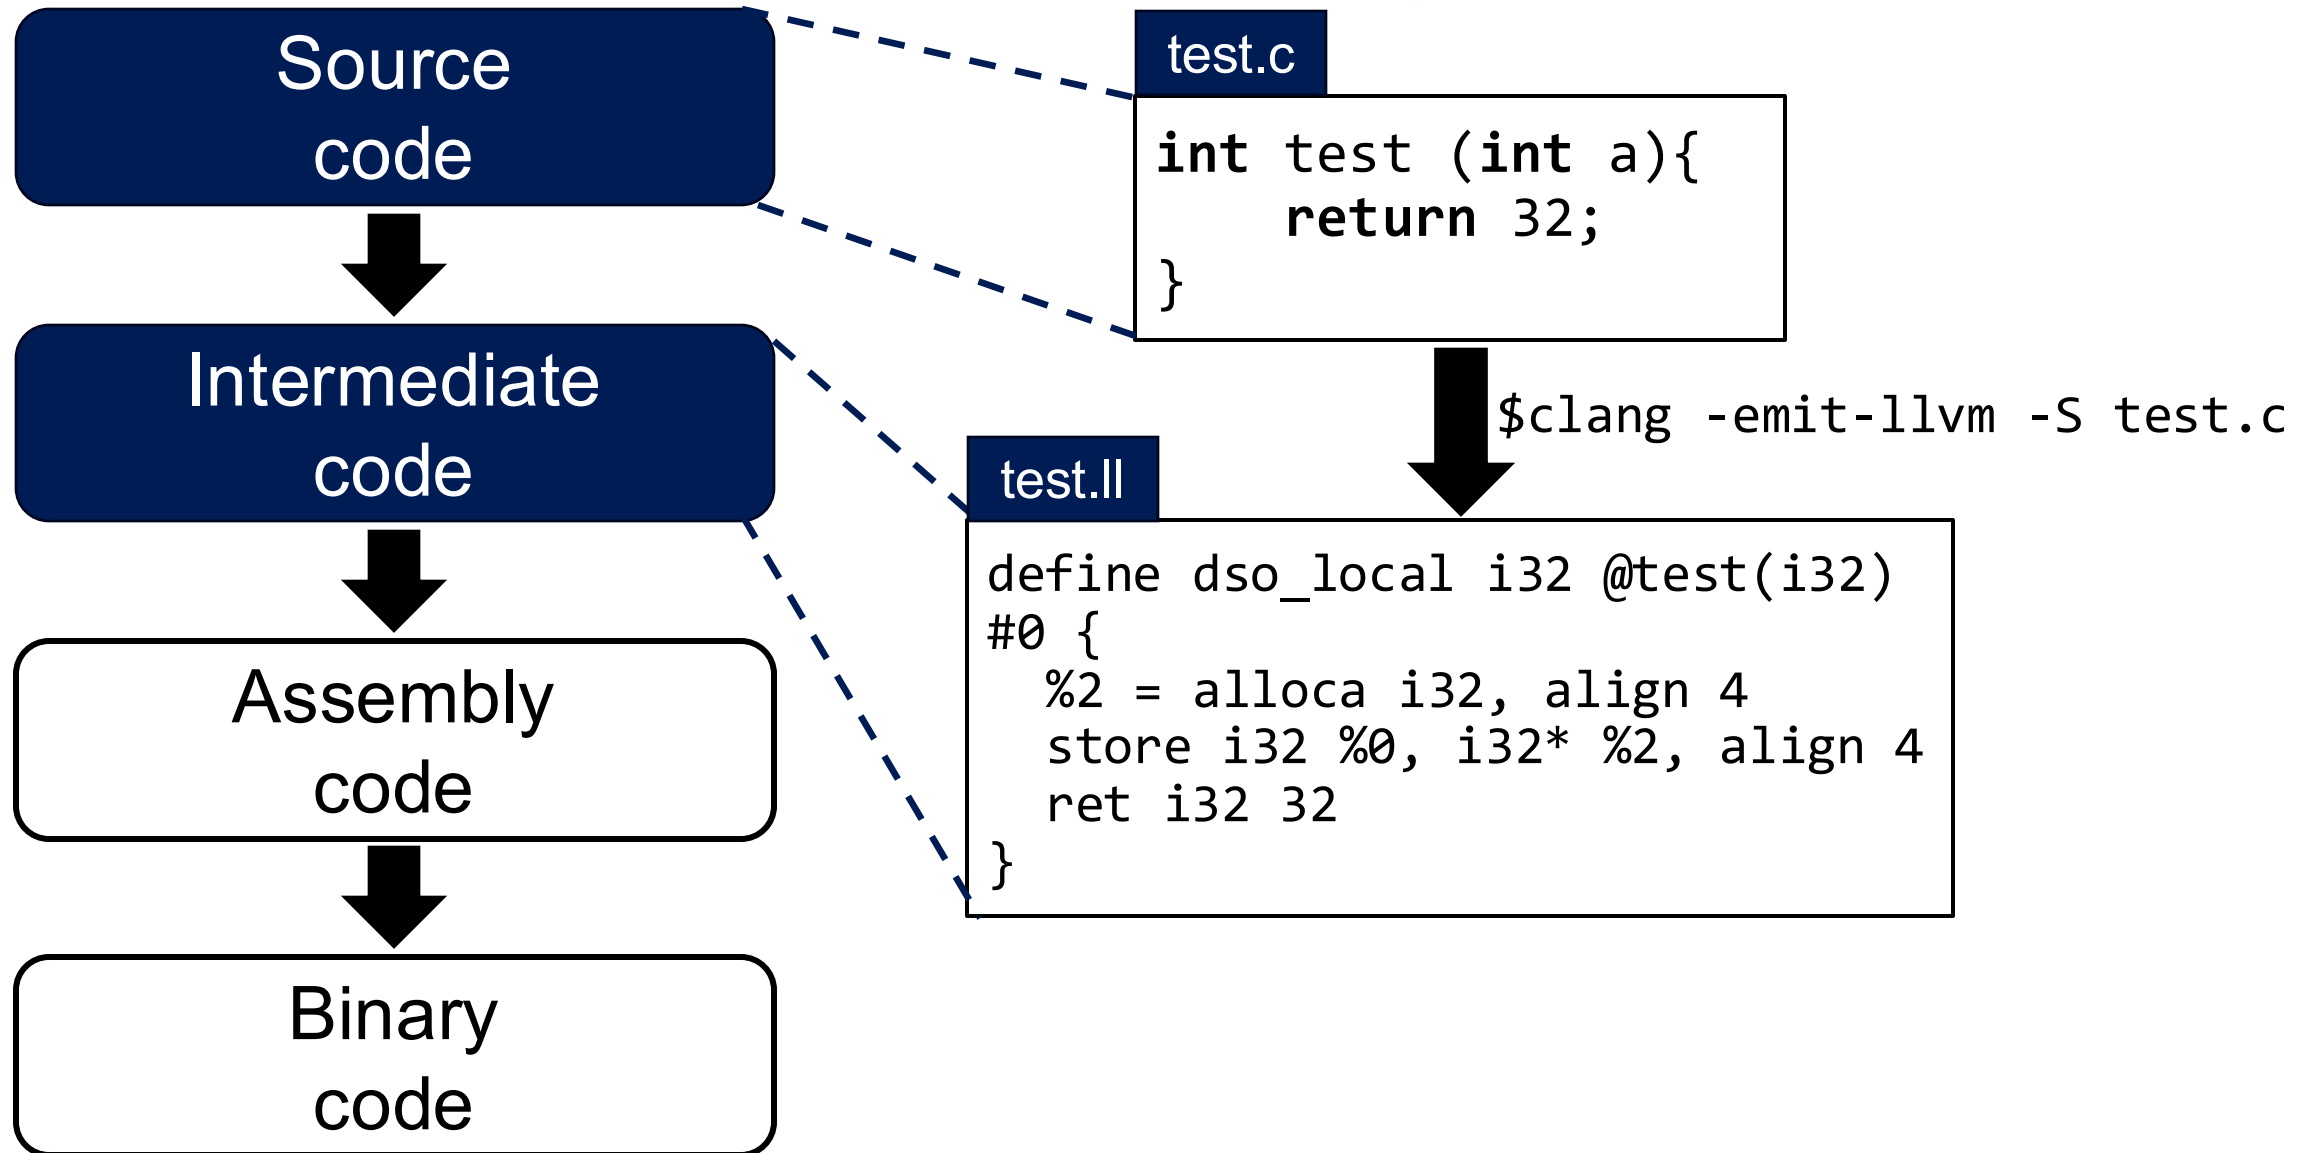 Source
code
Intermediate
code
Assembly
code
Binary
code
test.c
int test (int a){
    return 32;
}
$clang -emit-llvm -S test.c
test.ll
define dso_local i32 @test(i32)
#0 {
  %2 = alloca i32, align 4
  store i32 %0, i32* %2, align 4
  ret i32 32
}